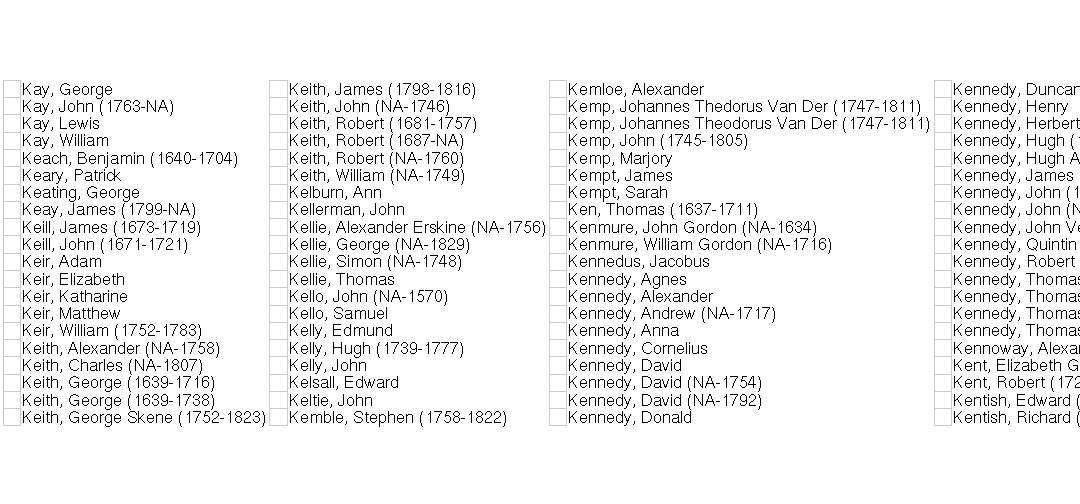 Kay, George
Kay, John (1763-NA)
Kay, Lewis
Kay, William
Keach, Benjamin (1640-1704)
Keary, Patrick
Keating, George
Keay, James (1799-NA)
Keill, James (1673-1719)
Keill, John (1671-1721)
Keir, Adam
Keir, Elizabeth
Keir, Katharine
Keir, Matthew
Keir, William (1752-1783)
Keith, Alexander (NA-1758)
Keith, Charles (NA-1807)
Keith, George (1639-1716)
Keith, George (1639-1738)
Keith, George Skene (1752-1823)
Keith, James (1798-1816)
Keith, John (NA-1746)
Keith, Robert (1681-1757)
Keith, Robert (1687-NA)
Keith, Robert (NA-1760)
Keith, William (NA-1749)
Kelburn, Ann
Kellerman, John
Kellie, Alexander Erskine (NA-1756)
Kellie, George (NA-1829)
Kellie, Simon (NA-1748)
Kellie, Thomas
Kello, John (NA-1570)
Kello, Samuel
Kelly, Edmund
Kelly, Hugh (1739-1777)
Kelly, John
Kelsall, Edward
Keltie, John
Kemble, Stephen (1758-1822)
Kemloe, Alexander
Kemp, Johannes Thedorus Van Der (1747-1811)
Kemp, Johannes Theodorus Van Der (1747-1811)
Kemp, John (1745-1805)
Kemp, Marjory
Kempt, James
Kempt, Sarah
Ken, Thomas (1637-1711)
Kenmure, John Gordon (NA-1634)
Kenmure, William Gordon (NA-1716)
Kennedus, Jacobus
Kennedy, Agnes
Kennedy, Alexander
Kennedy, Andrew (NA-1717)
Kennedy, Anna
Kennedy, Cornelius
Kennedy, David
Kennedy, David (NA-1754)
Kennedy, David (NA-1792)
Kennedy, Donald
Kennedy, Duncan
Kennedy, Henry
Kennedy, Herbert
Kennedy, Hugh (
Kennedy, Hugh A
Kennedy, James
Kennedy, John (1
Kennedy, John (N
Kennedy, John Ve
Kennedy, Quintin
Kennedy, Robert
Kennedy, Thomas
Kennedy, Thomas
Kennedy, Thomas
Kennedy, Thomas
Kennoway, Alexan
Kent, Elizabeth G
Kent, Robert (172
Kentish, Edward (
Kentish, Richard (